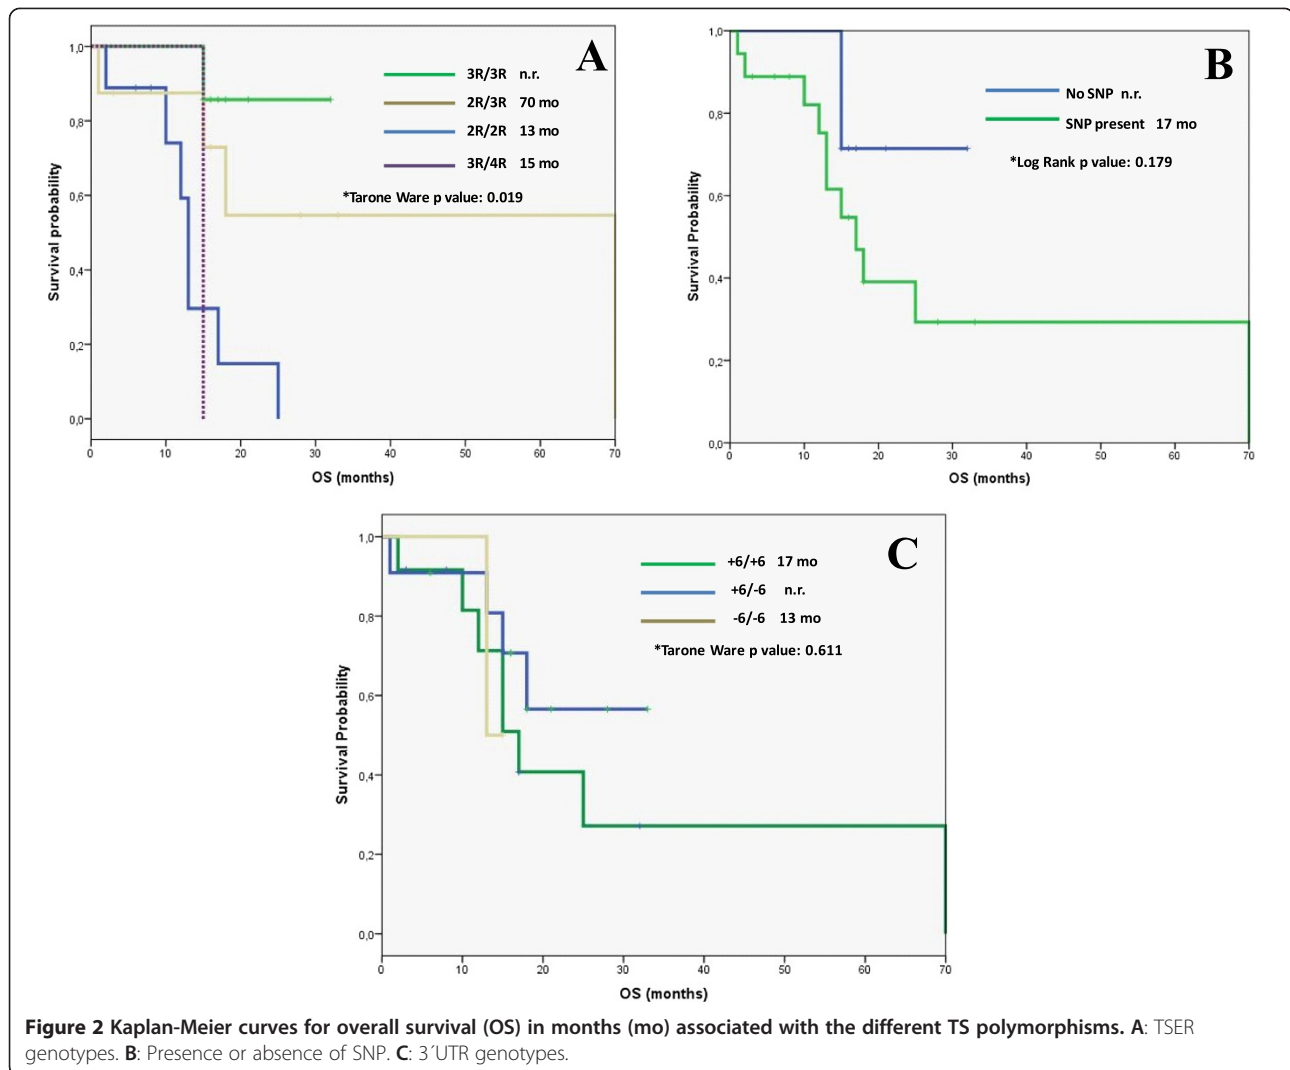 A
3R/3R n.r.
2R/3R 70 mo
2R/2R 13 mo
3R/4R 15 mo
*Tarone Ware p value: 0.019
Survival probability
1,0
0,8
0,6
0,4
0,2
0,0
0 10 20 30 40 50 60 70
OS (months)
B
No SNP n.r.
SNP present 17 mo
*Log Rank p value: 0.179
Survival Probability
1,0
0,8
0,6
0,4
0,2
0,0
0 10 20 30 40 50 60 70
OS (months)
C
+6/+6 17 mo
+6/-6 n.r.
-6/-6 13 mo
*Tarone Ware p value: 0.611
Survival Probability
1,0
0,8
0,6
0,4
0,2
0,0
0 10 20 30 40 50 60 70
OS (months)
Figure 2 Kaplan-Meier curves for overall survival (OS) in months (mo) associated with the different TS polymorphisms. A: TSER
genotypes. B: Presence or absence of SNP. C: 3´UTR genotypes.